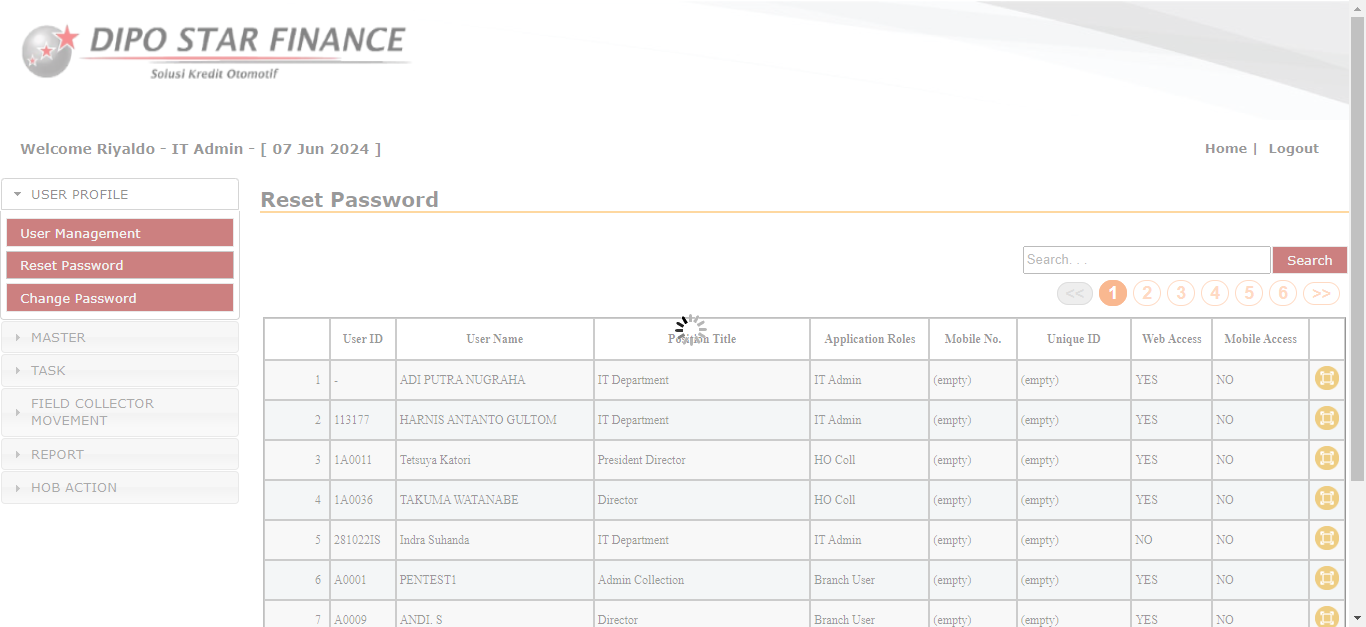 DIPO STAR FINANCE
Solusi Kredit Otomotif
Welcome Riyaldo - IT Admin - [ 07 Jun 2024 ]
Home | Logout
USER PROFILE
User Management
Reset Password
Change Password
MASTER
TASK
FIELD COLLECTOR
MOVEMENT
REPORT
HOB ACTION
Reset Password
Search. . .
Search
<< 1 2 3 4 5 6 >>
User ID User Name Position Title Application Roles Mobile No. Unique ID Web Access Mobile Access
1 - ADI PUTRA NUGRAHA IT Department IT Admin (empty) (empty) YES NO
2 113177 HARNIS ANTANTO GULTOM IT Department IT Admin (empty) (empty) YES NO
3 1A0011 Tetsuya Katori President Director HO Coll (empty) (empty) YES NO
4 1A0036 TAKUMA WATANABE Director HO Coll (empty) (empty) YES NO
5 281022IS Indra Suhanda IT Department IT Admin (empty) (empty) NO NO
6 A0001 PENTEST1 Admin Collection Branch User (empty) (empty) YES NO
7 A0009 ANDI. S Director Branch User (empty) (empty) YES NO